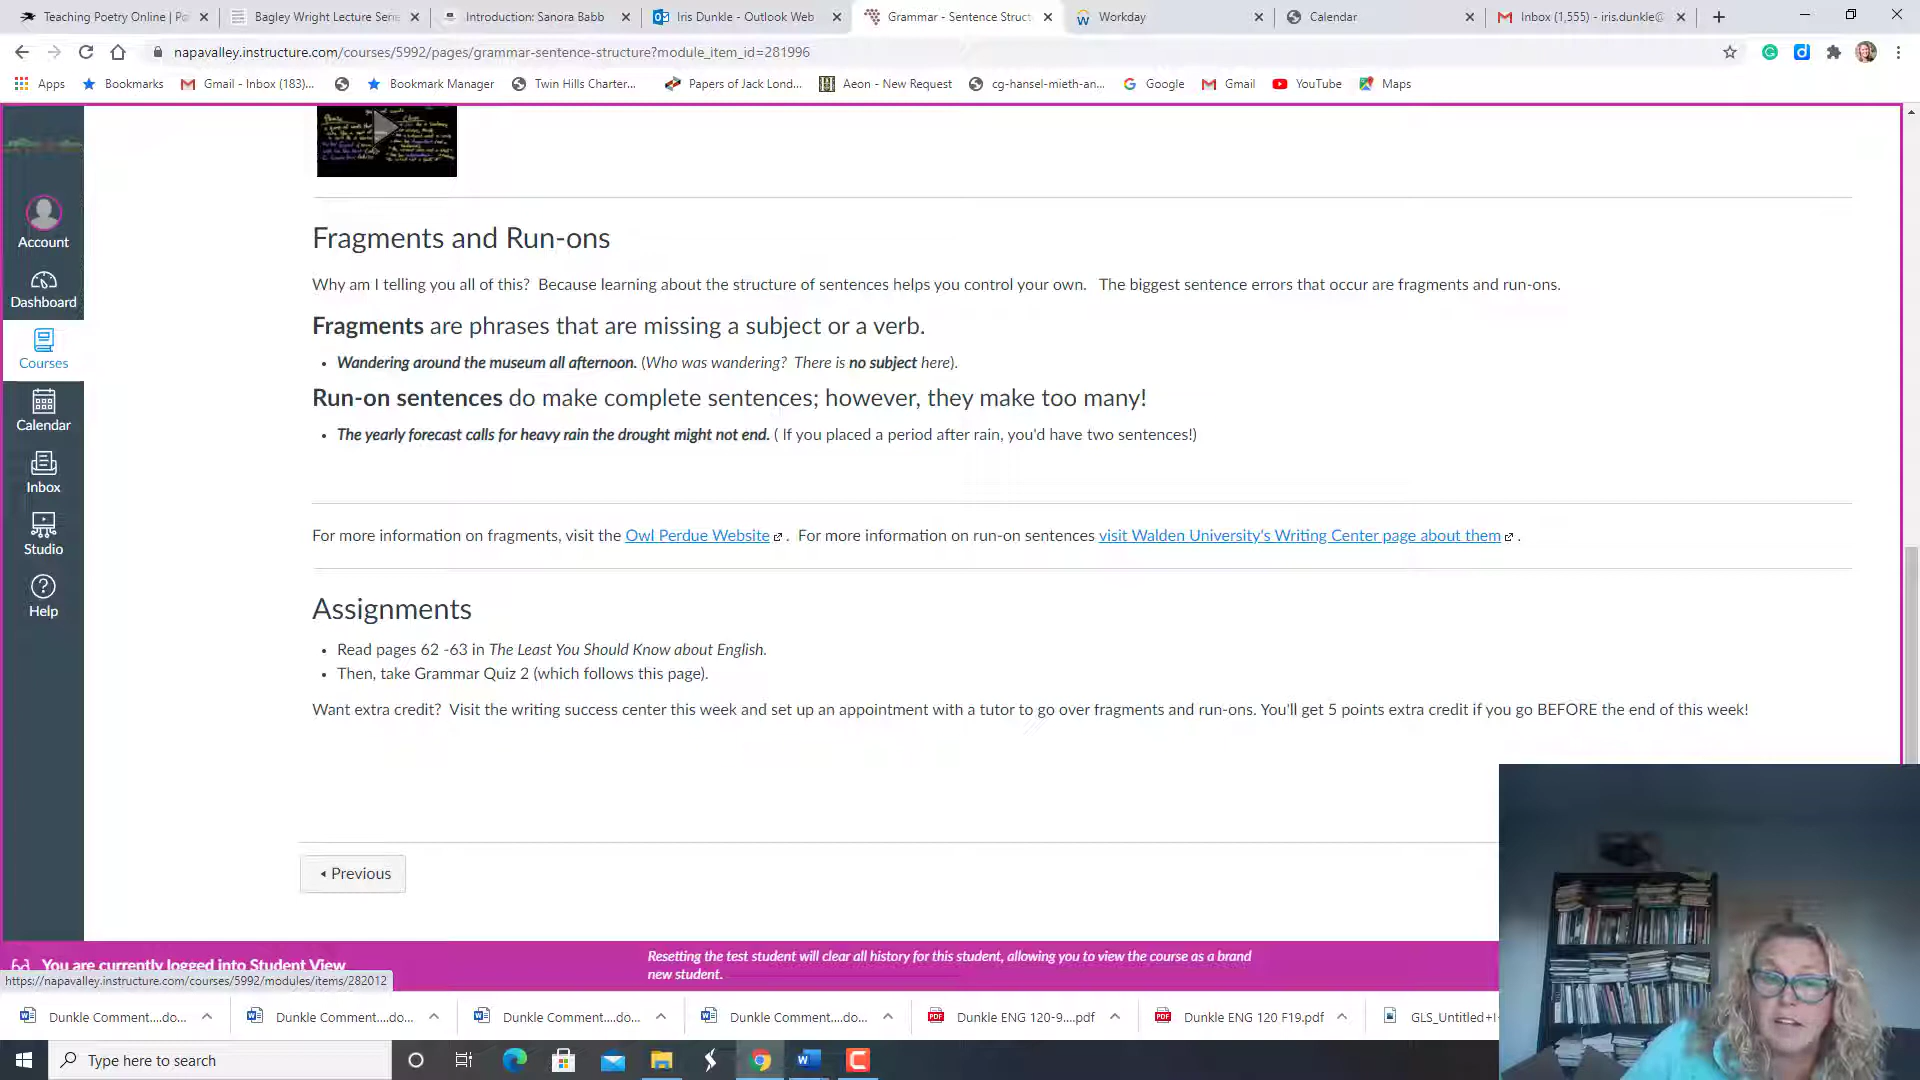 Teaching Poetry Online | Po
Bagley Wright Lecture Serie
Introduction: Sanora Babb
Iris Dunkle - Outlook Web
Grammar - Sentence Struct
Workday
Calendar
Inbox (1,555) - iris.dunkle@
napavalley.instructure.com/courses/5992/pages/grammar-sentence-structure?module_item_id=281996
Apps
Bookmarks
Gmail - Inbox (183)...
Bookmark Manager
Twin Hills Charter...
Papers of Jack Lond...
Aeon - New Request
cg-hansel-mieth-an...
Google
Gmail
YouTube
Maps
Account
Dashboard
Courses
Calendar
Inbox
Studio
Help
Fragments and Run-ons
Why am I telling you all of this? Because learning about the structure of sentences helps you control your own. The biggest sentence errors that occur are fragments and run-ons.
Fragments are phrases that are missing a subject or a verb.
• Wandering around the museum all afternoon. (Who was wandering? There is no subject here).
Run-on sentences do make complete sentences; however, they make too many!
• The yearly forecast calls for heavy rain the drought might not end. ( If you placed a period after rain, you'd have two sentences!)
For more information on fragments, visit the Owl Perdue Website . For more information on run-on sentences visit Walden University's Writing Center page about them .
Assignments
• Read pages 62 -63 in The Least You Should Know about English.
• Then, take Grammar Quiz 2 (which follows this page).
Want extra credit? Visit the writing success center this week and set up an appointment with a tutor to go over fragments and run-ons. You'll get 5 points extra credit if you go BEFORE the end of this week!
Previous
You are currently logged into Student View
Resetting the test student will clear all history for this student, allowing you to view the course as a brand
new student.
https://napavalley.instructure.com/courses/5992/modules/items/282012
Dunkle Comment....do...
Dunkle Comment....do...
Dunkle Comment....do...
Dunkle Comment....do...
Dunkle ENG 120-9....pdf
Dunkle ENG 120 F19.pdf
GLS_Untitled+I
Type here to search